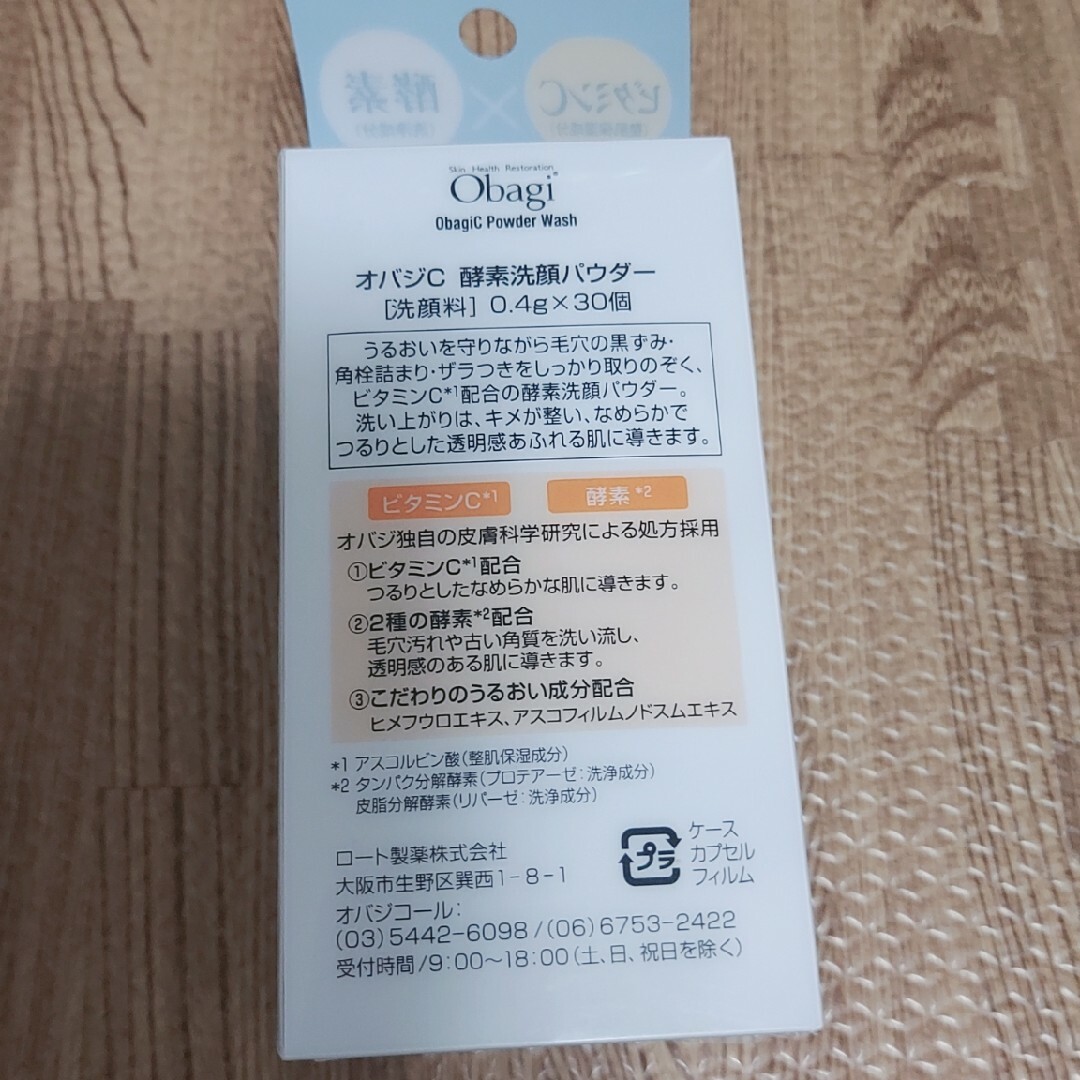 酵素
(洗浄成分)
×
ビタミンC
(整肌保湿成分)
Skin Health Restoration
Obagi®
ObagiC Powder Wash
オバジC 酵素洗顔パウダー
[洗顔料] 0.4g×30個
うるおいを守りながら毛穴の黒ずみ・
角栓詰まり・ザラつきをしっかり取りのぞく、
ビタミンC*1配合の酵素洗顔パウダー。
洗い上がりは、キメが整い、なめらかで
つるりとした透明感あふれる肌に導きます。
ビタミンC*1
酵素*2
オバジ独自の皮膚科学研究による処方採用
①ビタミンC*1配合
つるりとしたなめらかな肌に導きます。
②2種の酵素*2配合
毛穴汚れや古い角質を洗い流し、
透明感のある肌に導きます。
③こだわりのうるおい成分配合
ヒメフウロエキス、アスコフィルムノドスムエキス
*1 アスコルビン酸(整肌保湿成分)
*2 タンパク分解酵素(プロテアーゼ:洗浄成分)
皮脂分解酵素(リパーゼ:洗浄成分)
プラ
ケース
カプセル
フィルム
ロート製薬株式会社
大阪市生野区巽西1-8-1
オバジコール:
(03)5442-6098/(06)6753-2422
受付時間/9:00〜18:00(土、日、祝日を除く)